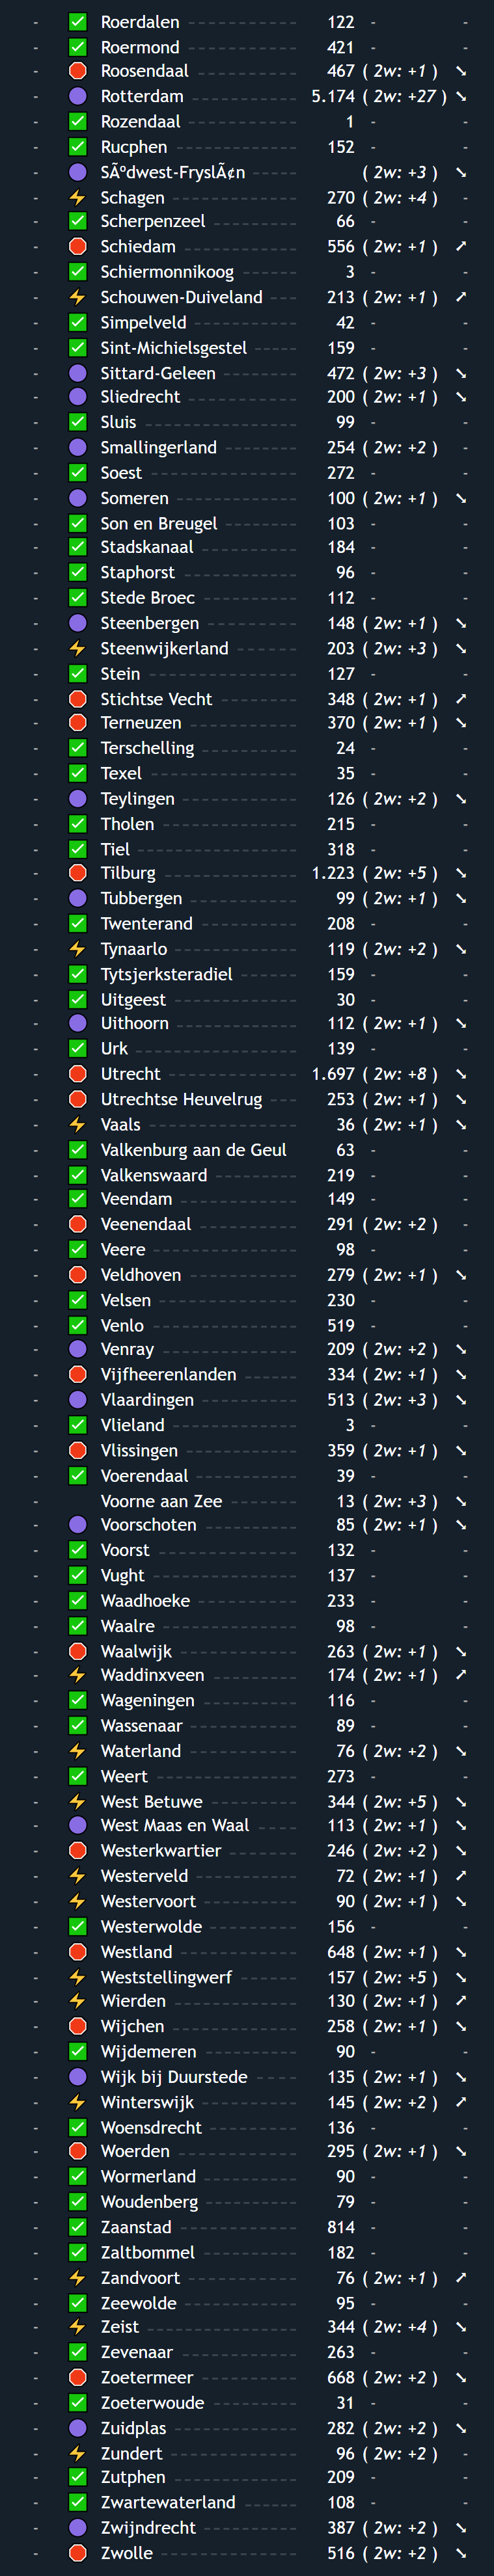 - ✅ Roerdalen 122 - -
- ✅ Roermond 421 - -
- 🛑 Roosendaal 467 ( 2w: +1 ) ➘
- 🟣 Rotterdam 5.174 ( 2w: +27 ) ➘
- ✅ Rozendaal 1 - -
- ✅ Rucphen 152 - -
- 🟣 SÃºdwest-FryslÃ¢n ( 2w: +3 ) ➘
- ⚡ Schagen 270 ( 2w: +4 ) -
- ✅ Scherpenzeel 66 - -
- 🛑 Schiedam 556 ( 2w: +1 ) ➚
- ✅ Schiermonnikoog 3 - -
- ⚡ Schouwen-Duiveland 213 ( 2w: +1 ) ➚
- ✅ Simpelveld 42 - -
- ✅ Sint-Michielsgestel 159 - -
- 🟣 Sittard-Geleen 472 ( 2w: +3 ) ➘
- 🟣 Sliedrecht 200 ( 2w: +1 ) ➘
- ✅ Sluis 99 - -
- 🟣 Smallingerland 254 ( 2w: +2 ) -
- ✅ Soest 272 - -
- 🟣 Someren 100 ( 2w: +1 ) ➘
- ✅ Son en Breugel 103 - -
- ✅ Stadskanaal 184 - -
- ✅ Staphorst 96 - -
- ✅ Stede Broec 112 - -
- 🟣 Steenbergen 148 ( 2w: +1 ) ➘
- ⚡ Steenwijkerland 203 ( 2w: +3 ) ➘
- ✅ Stein 127 - -
- 🛑 Stichtse Vecht 348 ( 2w: +1 ) ➚
- 🛑 Terneuzen 370 ( 2w: +1 ) ➘
- ✅ Terschelling 24 - -
- ✅ Texel 35 - -
- 🟣 Teylingen 126 ( 2w: +2 ) ➘
- ✅ Tholen 215 - -
- ✅ Tiel 318 - -
- 🛑 Tilburg 1.223 ( 2w: +5 ) ➘
- 🟣 Tubbergen 99 ( 2w: +1 ) ➘
- ✅ Twenterand 208 - -
- ⚡ Tynaarlo 119 ( 2w: +2 ) ➘
- ✅ Tytsjerksteradiel 159 - -
- ✅ Uitgeest 30 - -
- 🟣 Uithoorn 112 ( 2w: +1 ) ➘
- ✅ Urk 139 - -
- 🛑 Utrecht 1.697 ( 2w: +8 ) ➘
- 🛑 Utrechtse Heuvelrug 253 ( 2w: +1 ) ➘
- ⚡ Vaals 36 ( 2w: +1 ) ➘
- ✅ Valkenburg aan de Geul 63 - -
- ✅ Valkenswaard 219 - -
- ✅ Veendam 149 - -
- 🛑 Veenendaal 291 ( 2w: +2 ) -
- ✅ Veere 98 - -
- 🛑 Veldhoven 279 ( 2w: +1 ) ➘
- ✅ Velsen 230 - -
- ✅ Venlo 519 - -
- 🟣 Venray 209 ( 2w: +2 ) ➘
- 🛑 Vijfheerenlanden 334 ( 2w: +1 ) ➘
- 🟣 Vlaardingen 513 ( 2w: +3 ) ➘
- ✅ Vlieland 3 - -
- 🛑 Vlissingen 359 ( 2w: +1 ) ➘
- ✅ Voerendaal 39 - -
- Voorne aan Zee 13 ( 2w: +3 ) ➘
- 🟣 Voorschoten 85 ( 2w: +1 ) ➘
- ✅ Voorst 132 - -
- ✅ Vught 137 - -
- ✅ Waadhoeke 233 - -
- ✅ Waalre 98 - -
- 🛑 Waalwijk 263 ( 2w: +1 ) ➘
- ⚡ Waddinxveen 174 ( 2w: +1 ) ➚
- ✅ Wageningen 116 - -
- ✅ Wassenaar 89 - -
- ⚡ Waterland 76 ( 2w: +2 ) ➘
- ✅ Weert 273 - -
- ⚡ West Betuwe 344 ( 2w: +5 ) ➘
- 🟣 West Maas en Waal 113 ( 2w: +1 ) ➘
- 🛑 Westerkwartier 246 ( 2w: +2 ) ➘
- ⚡ Westerveld 72 ( 2w: +1 ) ➚
- ⚡ Westervoort 90 ( 2w: +1 ) ➘
- ✅ Westerwolde 156 - -
- 🛑 Westland 648 ( 2w: +1 ) ➘
- ⚡ Weststellingwerf 157 ( 2w: +5 ) ➘
- ⚡ Wierden 130 ( 2w: +1 ) ➚
- 🛑 Wijchen 258 ( 2w: +1 ) ➘
- ✅ Wijdemeren 90 - -
- 🟣 Wijk bij Duurstede 135 ( 2w: +1 ) ➘
- ⚡ Winterswijk 145 ( 2w: +2 ) ➚
- ✅ Woensdrecht 136 - -
- 🛑 Woerden 295 ( 2w: +1 ) ➘
- ✅ Wormerland 90 - -
- ✅ Woudenberg 79 - -
- ✅ Zaanstad 814 - -
- ✅ Zaltbommel 182 - -
- ⚡ Zandvoort 76 ( 2w: +1 ) ➚
- ✅ Zeewolde 95 - -
- ⚡ Zeist 344 ( 2w: +4 ) ➘
- ✅ Zevenaar 263 - -
- 🛑 Zoetermeer 668 ( 2w: +2 ) ➘
- ✅ Zoeterwoude 31 - -
- 🟣 Zuidplas 282 ( 2w: +2 ) ➘
- ⚡ Zundert 96 ( 2w: +2 ) -
- ✅ Zutphen 209 - -
- ✅ Zwartewaterland 108 - -
- 🟣 Zwijndrecht 387 ( 2w: +2 ) ➘
- 🛑 Zwolle 516 ( 2w: +2 ) ➘